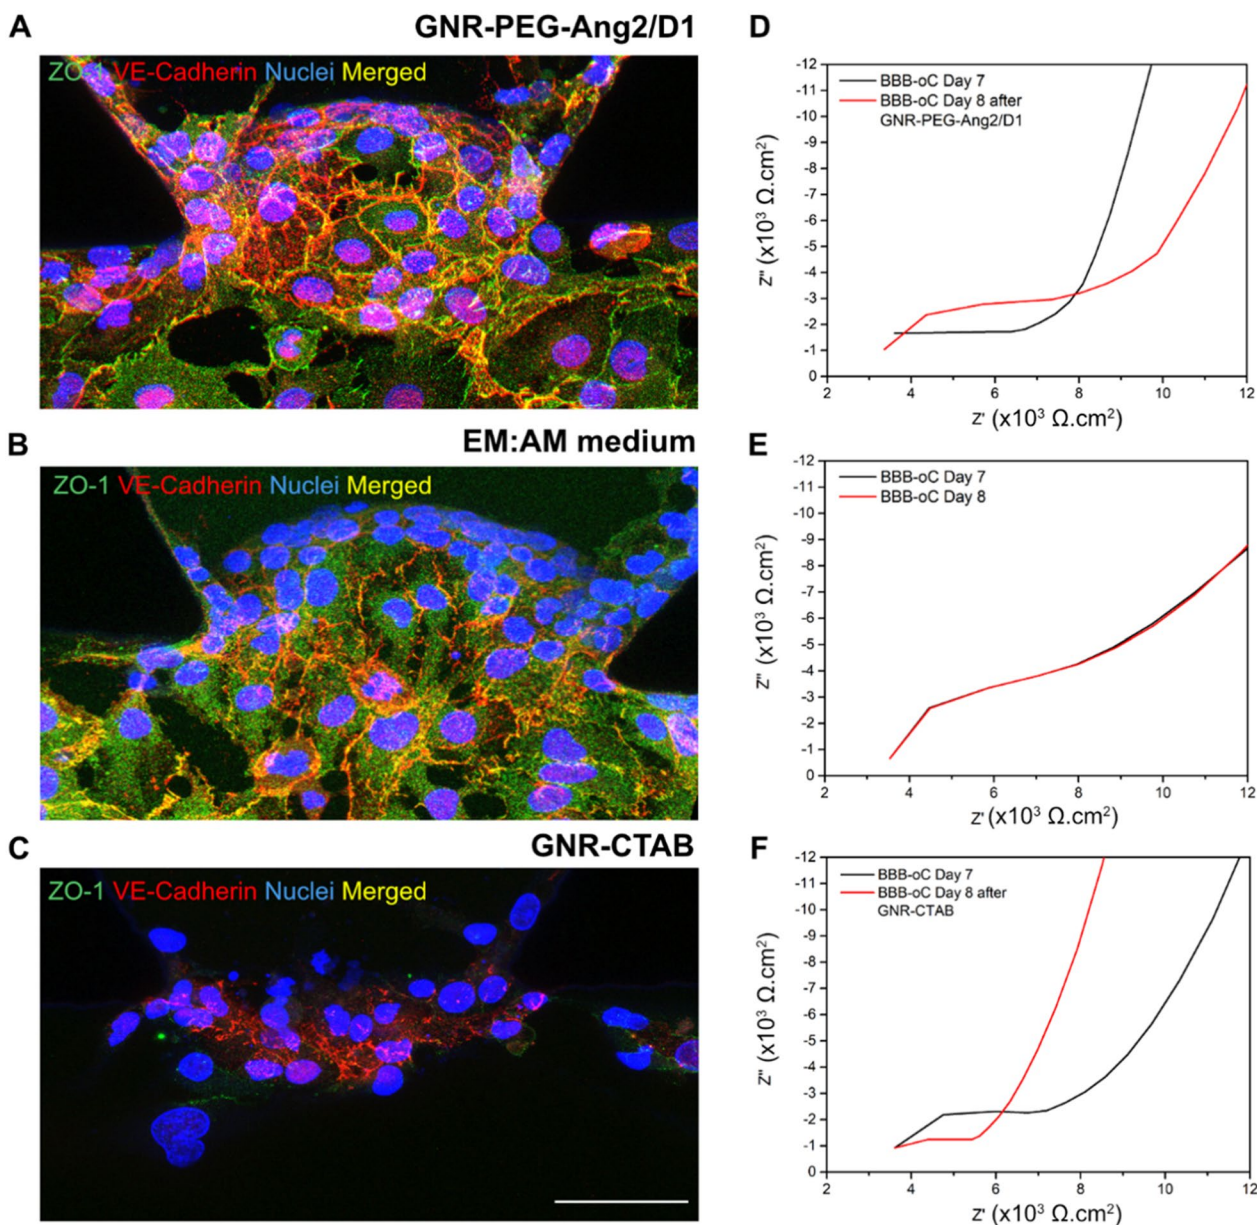 A
GNR-PEG-Ang2/D1
ZO-1 VE-Cadherin Nuclei Merged
D
-12
-11
-10
-9
-8
-7
-6
-5
-4
-3
-2
-1
0
Z'' (x10³ Ω.cm²)
BBB-oC Day 7
BBB-oC Day 8 after
GNR-PEG-Ang2/D1
2 4 6 8 10 12
Z' (x10³ Ω.cm²)
B
EM:AM medium
ZO-1 VE-Cadherin Nuclei Merged
E
-12
-11
-10
-9
-8
-7
-6
-5
-4
-3
-2
-1
0
Z'' (x10³ Ω.cm²)
BBB-oC Day 7
BBB-oC Day 8
2 4 6 8 10 12
Z' (x10³ Ω.cm²)
C
GNR-CTAB
ZO-1 VE-Cadherin Nuclei Merged
F
-12
-11
-10
-9
-8
-7
-6
-5
-4
-3
-2
-1
0
Z'' (x10³ Ω.cm²)
BBB-oC Day 7
BBB-oC Day 8 after
GNR-CTAB
2 4 6 8 10 12
Z' (x10³ Ω.cm²)